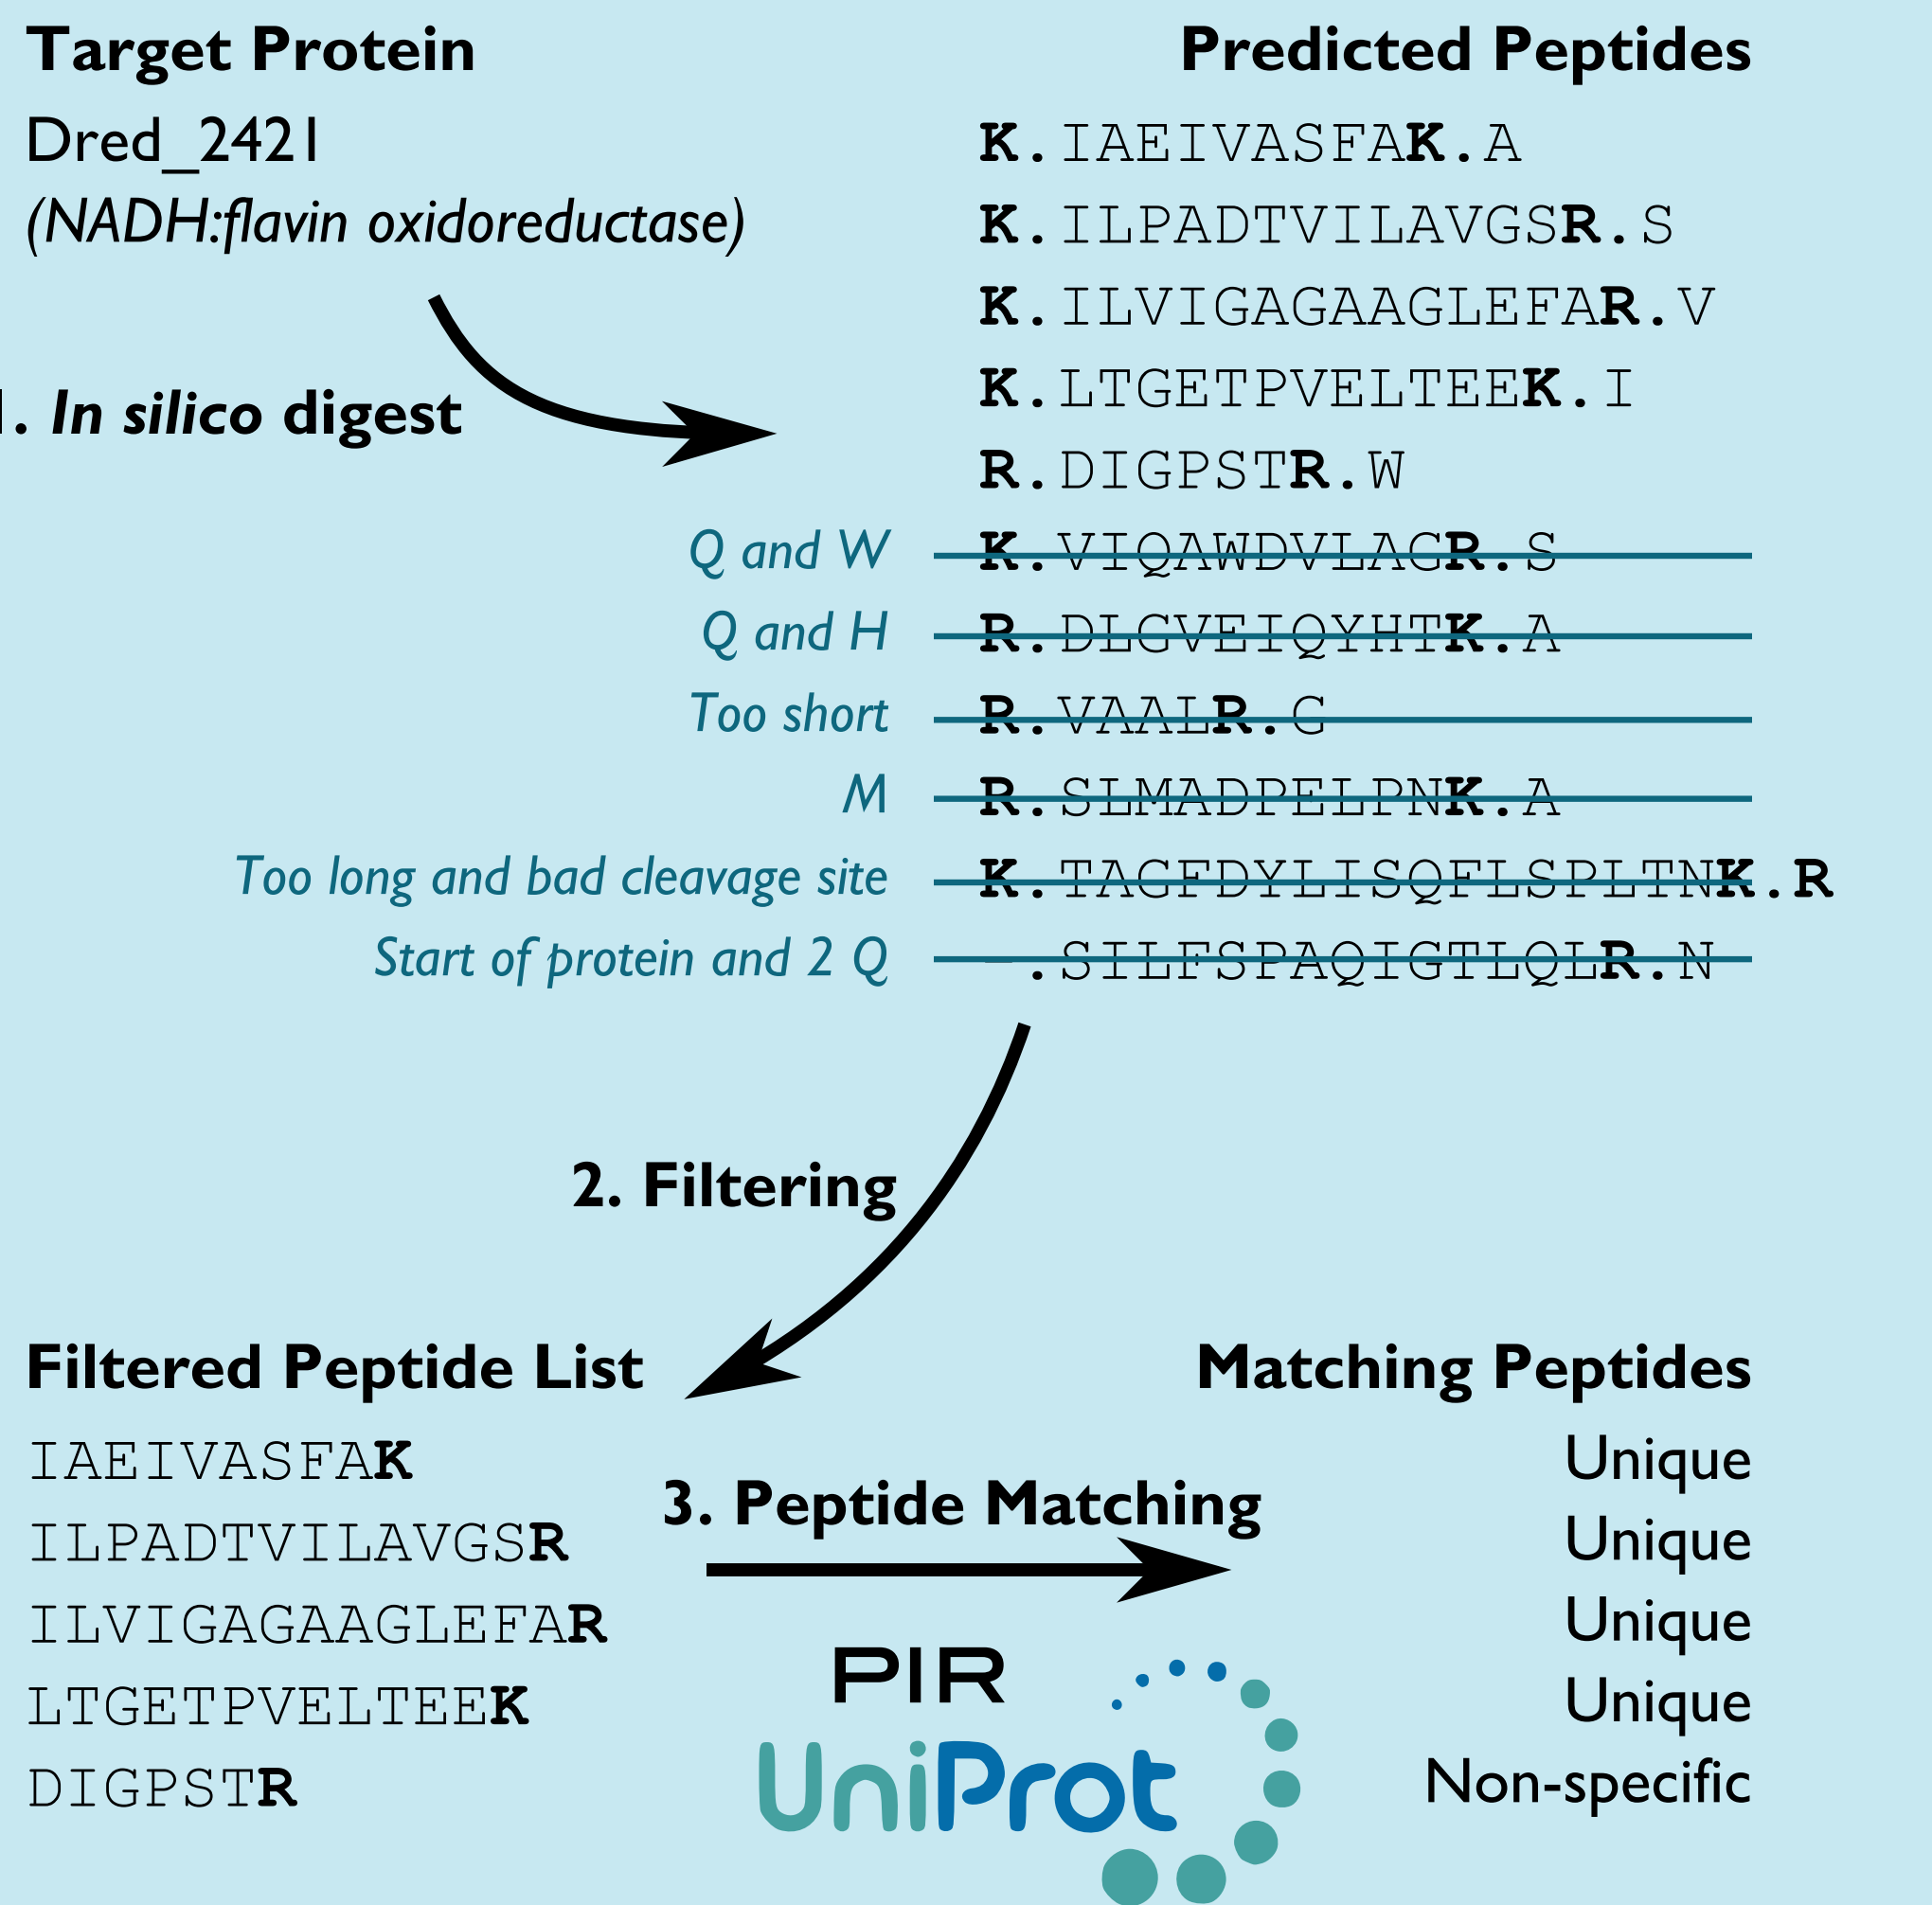 Target Protein
Dred_2421
(NADH:flavin oxidoreductase)
1. In silico digest
Predicted Peptides
K.IAEIVASFAK.A
K.ILPADTVILAVGSR.S
K.ILVIGAGAAGLEFAR.V
K.LTGETPVELTEEK.I
R.DIGPSTR.W
Q and W K.VIQAWDVLAGR.S
Q and H R.DLGVEIQYHTK.A
Too short R.VAALR.G
M R.SLMADPELPNK.A
Too long and bad cleavage site K.TAGFDYLISQFLSPLTNK.R
Start of protein and 2 Q -.SILFSPAQIGTLQLR.N
2. Filtering
Filtered Peptide List
IAEIVASFAK
ILPADTVILAVGSR
ILVIGAGAAGLEFAR
LTGETPVELTEEK
DIGPSTR
3. Peptide Matching
PIR
UniProt
Matching Peptides
Unique
Unique
Unique
Unique
Non-specific